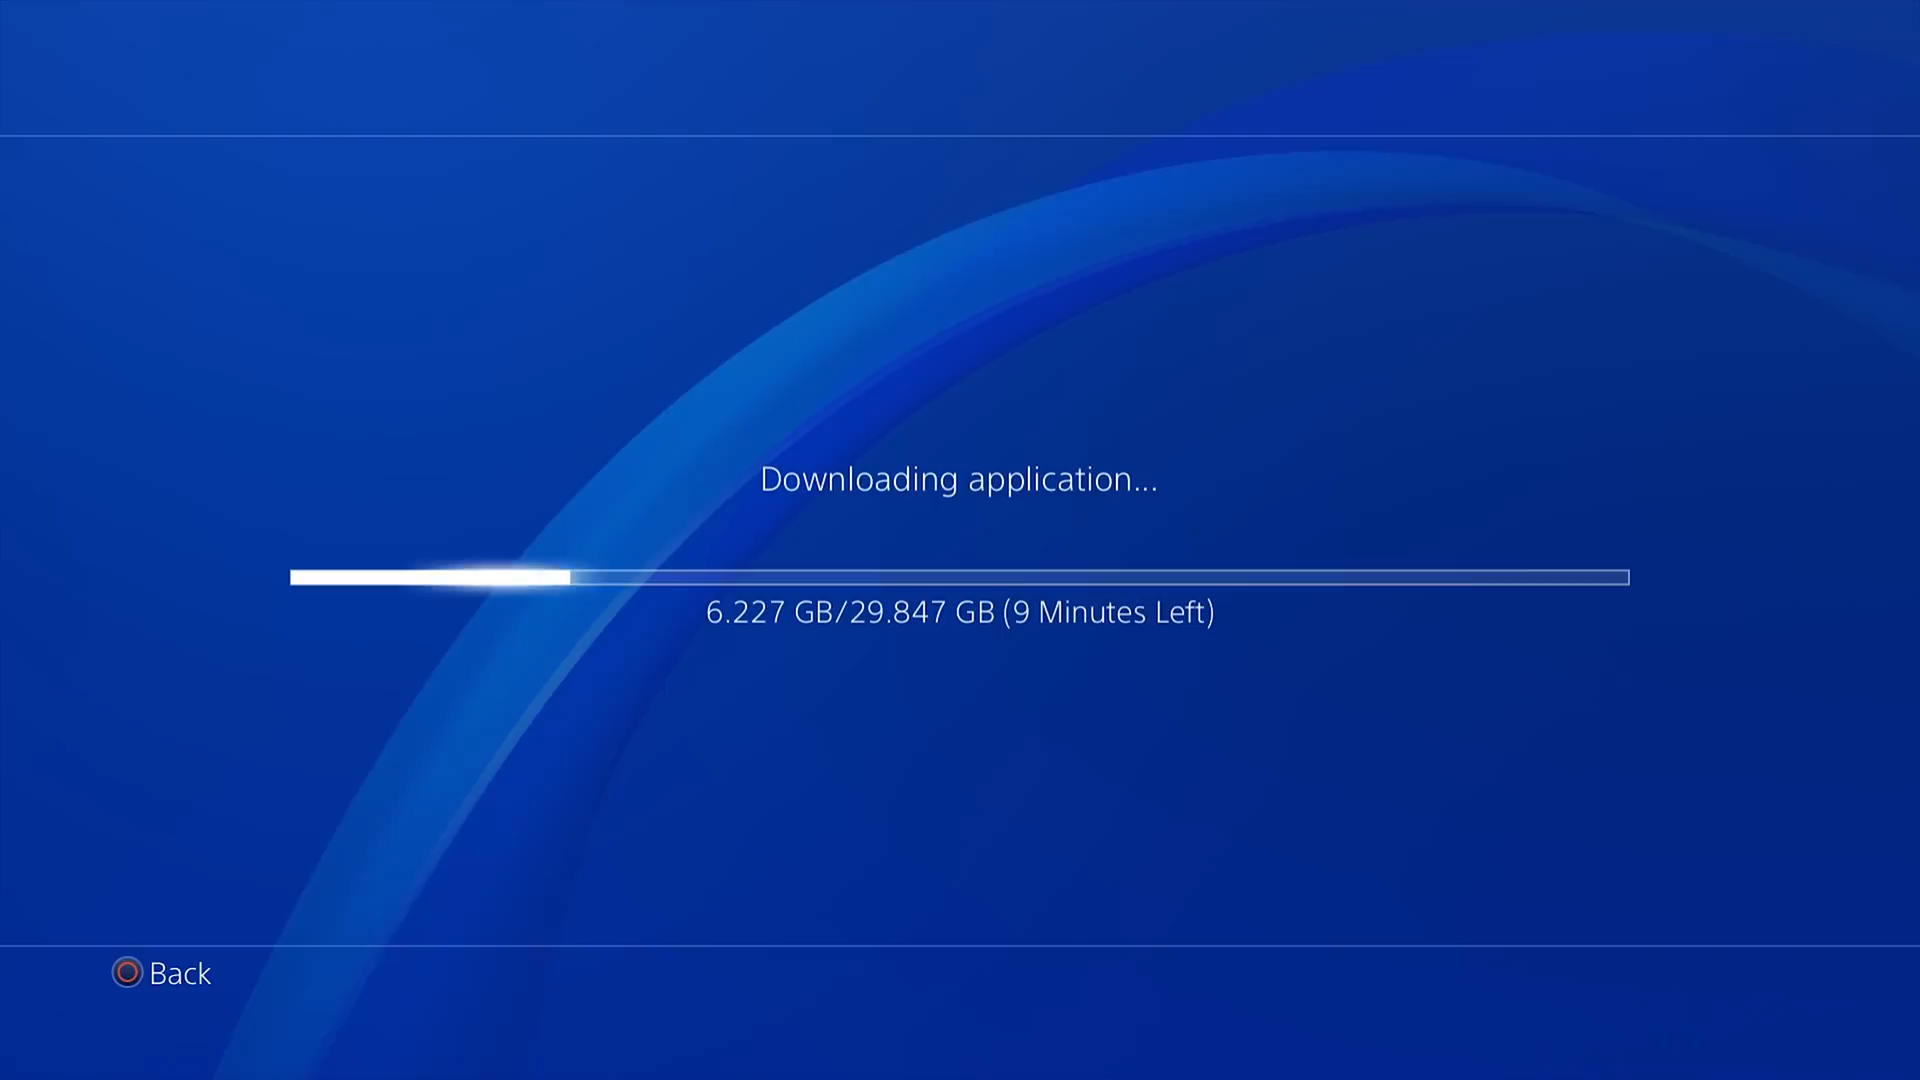 Downloading application...
6.227 GB/29.847 GB (9 Minutes Left)
Back